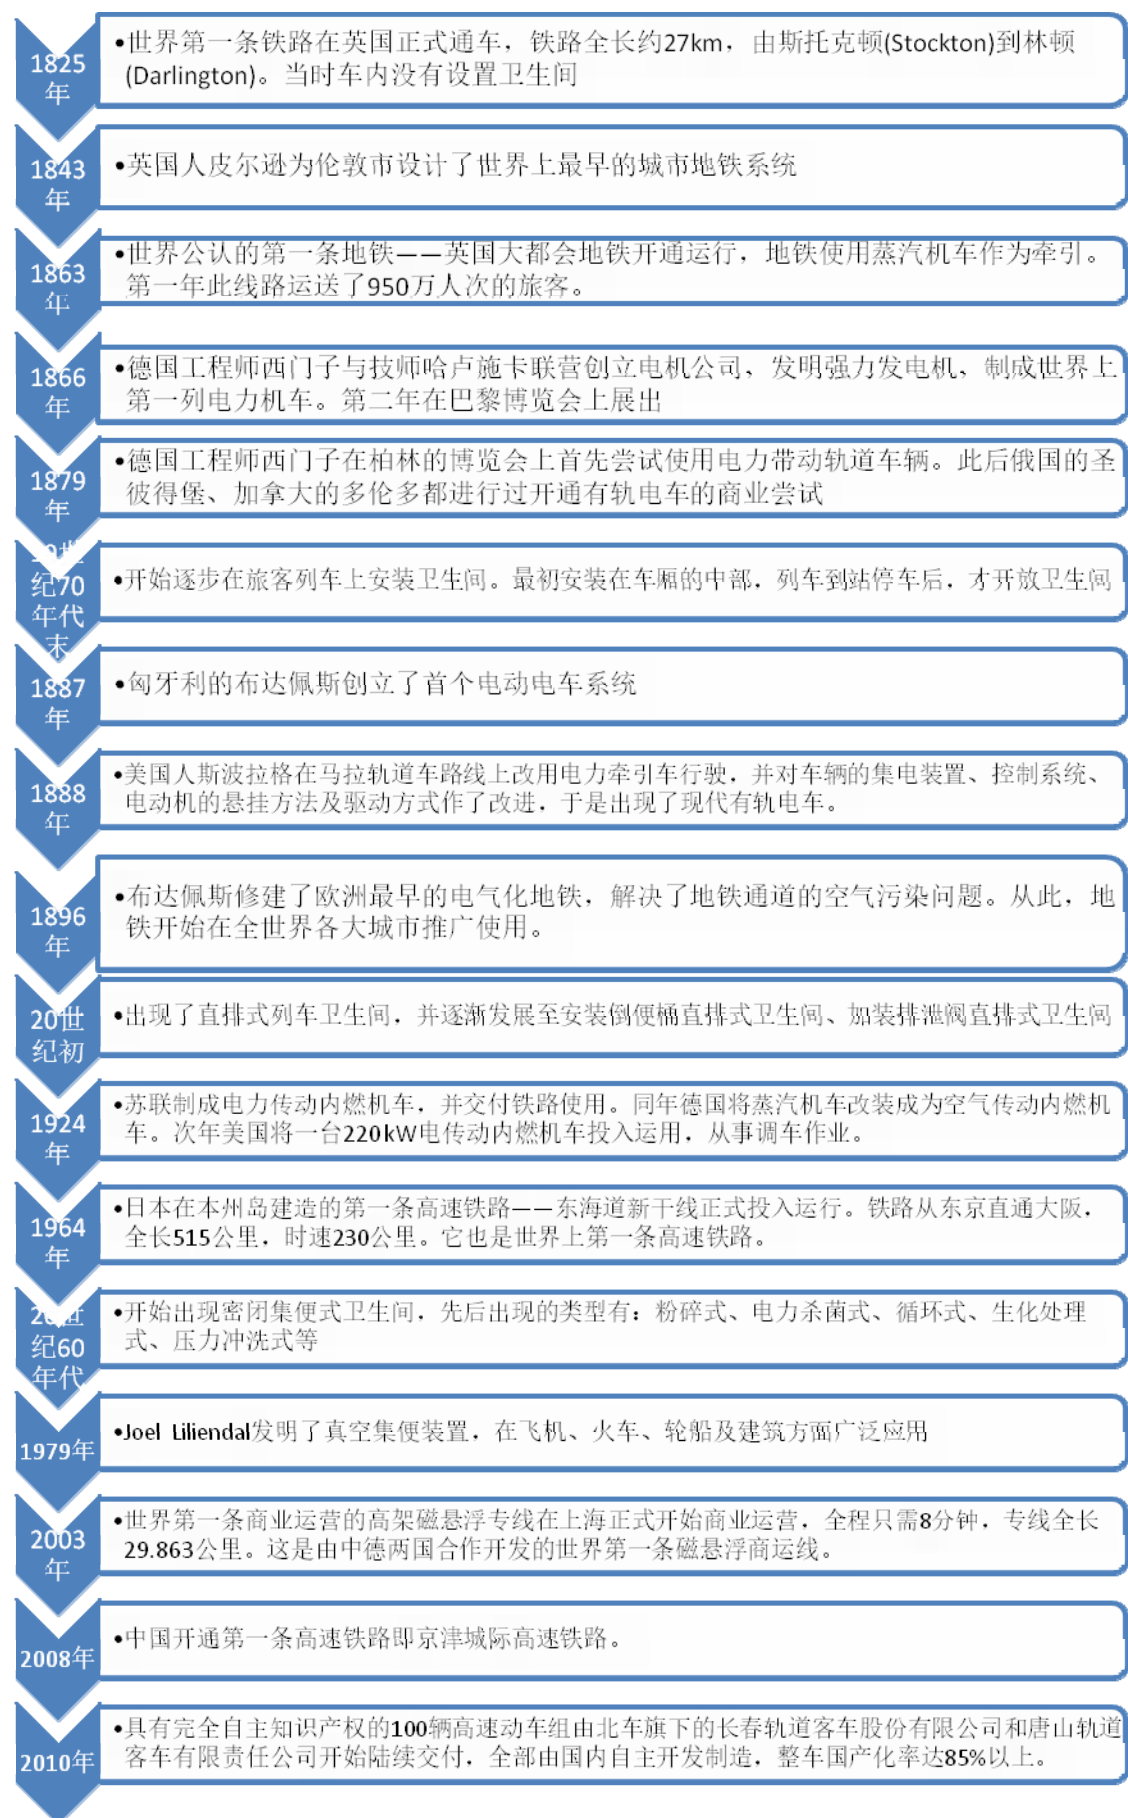 1825
年
•世界第一条铁路在英国正式通车，铁路全长约27km，由斯托克顿(Stockton)到林顿
(Darlington)。当时车内没有设置卫生间
1843
年
•英国人皮尔逊为伦敦市设计了世界上最早的城市地铁系统
1863
年
•世界公认的第一条地铁——英国大都会地铁开通运行，地铁使用蒸汽机车作为牵引。
第一年此线路运送了950万人次的旅客。
1866
年
•德国工程师西门子与技师哈卢施卡联营创立电机公司，发明强力发电机、制成世界上
第一列电力机车。第二年在巴黎博览会上展出
1879
年
•德国工程师西门子在柏林的博览会上首先尝试使用电力带动轨道车辆。此后俄国的圣
彼得堡、加拿大的多伦多都进行过开通有轨电车的商业尝试
19世
纪70
年代
末
•开始逐步在旅客列车上安装卫生间。最初安装在车厢的中部，列车到站停车后，才开放卫生间
1887
年
•匈牙利的布达佩斯创立了首个电动电车系统
1888
年
•美国人斯波拉格在马拉轨道车路线上改用电力牵引车行驶，并对车辆的集电装置、控制系统、
电动机的悬挂方法及驱动方式作了改进，于是出现了现代有轨电车。
1896
年
•布达佩斯修建了欧洲最早的电气化地铁，解决了地铁通道的空气污染问题。从此，地
铁开始在全世界各大城市推广使用。
20世
纪初
•出现了直排式列车卫生间，并逐渐发展至安装倒便桶直排式卫生间、加装排泄阀直排式卫生间
1924
年
•苏联制成电力传动内燃机车，并交付铁路使用。同年德国将蒸汽机车改装成为空气传动内燃机
车。次年美国将一台220kW电传动内燃机车投入运用，从事调车作业。
1964
年
•日本在本州岛建造的第一条高速铁路——东海道新干线正式投入运行。铁路从东京直通大阪，
全长515公里，时速230公里。它也是世界上第一条高速铁路。
20世
纪60
年代
•开始出现密闭集便式卫生间，先后出现的类型有：粉碎式、电力杀菌式、循环式、生化处理
式、压力冲洗式等
1979年
•Joel Liliendal发明了真空集便装置，在飞机、火车、轮船及建筑方面广泛应用
2003
年
•世界第一条商业运营的高架磁悬浮专线在上海正式开始商业运营，全程只需8分钟，专线全长
29.863公里。这是由中德两国合作开发的世界第一条磁悬浮商运线。
2008年
•中国开通第一条高速铁路即京津城际高速铁路。
2010年
•具有完全自主知识产权的100辆高速动车组由北车旗下的长春轨道客车股份有限公司和唐山轨道
客车有限责任公司开始陆续交付，全部由国内自主开发制造，整车国产化率达85%以上。